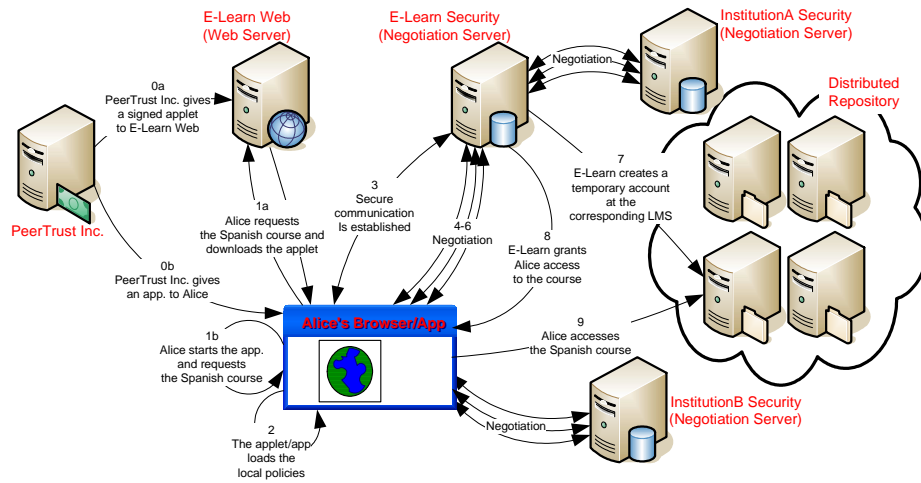 E-Learn Web
(Web Server)
E-Learn Security
(Negotiation Server)
InstitutionA Security
(Negotiation Server)
Negotiation
Distributed
Repository
0a
PeerTrust Inc. gives
a signed applet
to E-Learn Web
PeerTrust Inc.
1a
Alice requests
the Spanish course and
downloads the applet
3
Secure
communication
Is established
4-6
Negotiation
7
E-Learn creates a
temporary account
at the
corresponding LMS
8
E-Learn grants
Alice access
to the course
0b
PeerTrust Inc. gives
an app. to Alice
Alice's Browser/App
1b
Alice starts the app.
and requests
the Spanish course
9
Alice accesses
the Spanish course
2
The applet/app
loads the
local policies
Negotiation
InstitutionB Security
(Negotiation Server)